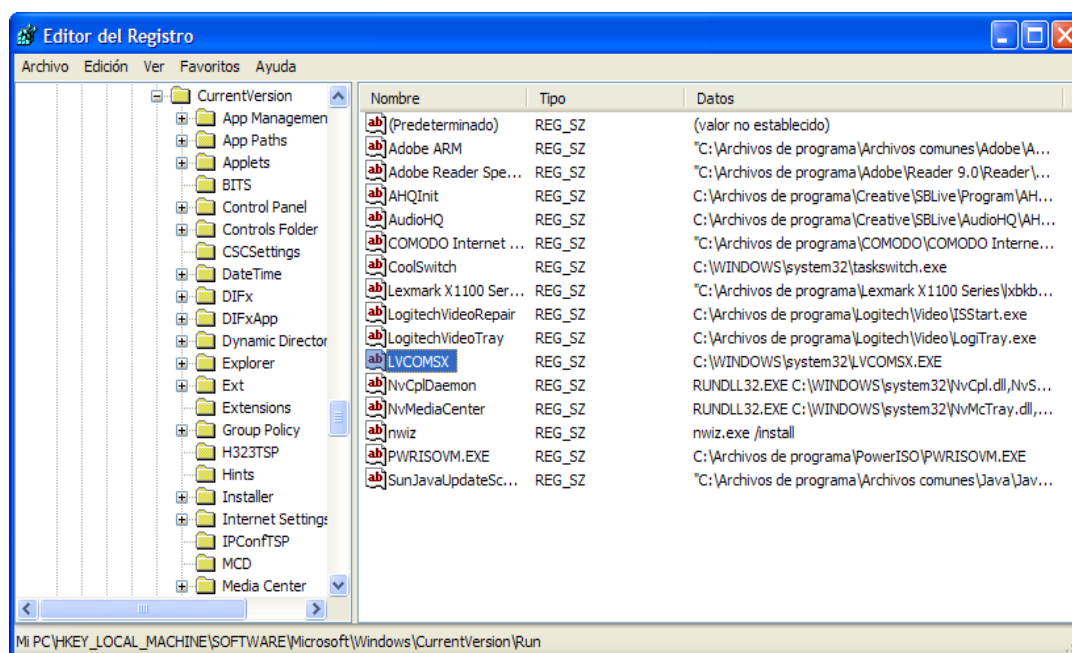 Editor del Registro
Archivo Edición Ver Favoritos Ayuda
CurrentVersion
App Managemen
App Paths
Applets
BITS
Control Panel
Controls Folder
CSCSettings
DateTime
DIFx
DIFxApp
Dynamic Director
Explorer
Ext
Extensions
Group Policy
H323TSP
Hints
Installer
Internet Settings
IPConfTSP
MCD
Media Center
Nombre Tipo Datos
(Predeterminado) REG_SZ (valor no establecido)
Adobe ARM REG_SZ "C:\Archivos de programa\Archivos comunes\Adobe\A...
Adobe Reader Spe... REG_SZ "C:\Archivos de programa\Adobe\Reader 9.0\Reader\...
AHQInit REG_SZ C:\Archivos de programa\Creative\SBLive\Program\AH...
AudioHQ REG_SZ C:\Archivos de programa\Creative\SBLive\AudioHQ\AH...
COMODO Internet ... REG_SZ "C:\Archivos de programa\COMODO\COMODO Interne...
CoolSwitch REG_SZ C:\WINDOWS\system32\taskswitch.exe
Lexmark X1100 Ser... REG_SZ "C:\Archivos de programa\Lexmark X1100 Series\lxbkb...
LogitechVideoRepair REG_SZ C:\Archivos de programa\Logitech\Video\ISStart.exe
LogitechVideoTray REG_SZ C:\Archivos de programa\Logitech\Video\LogiTray.exe
LVCOMSX REG_SZ C:\WINDOWS\system32\LVCOMSX.EXE
NvCplDaemon REG_SZ RUNDLL32.EXE C:\WINDOWS\system32\NvCpl.dll,NvS...
NvMediaCenter REG_SZ RUNDLL32.EXE C:\WINDOWS\system32\NvMcTray.dll,...
nwiz REG_SZ nwiz.exe /install
PWRISOVM.EXE REG_SZ C:\Archivos de programa\PowerISO\PWRISOVM.EXE
SunJavaUpdateSc... REG_SZ "C:\Archivos de programa\Archivos comunes\Java\Jav...
Mi PC\HKEY_LOCAL_MACHINE\SOFTWARE\Microsoft\Windows\CurrentVersion\Run